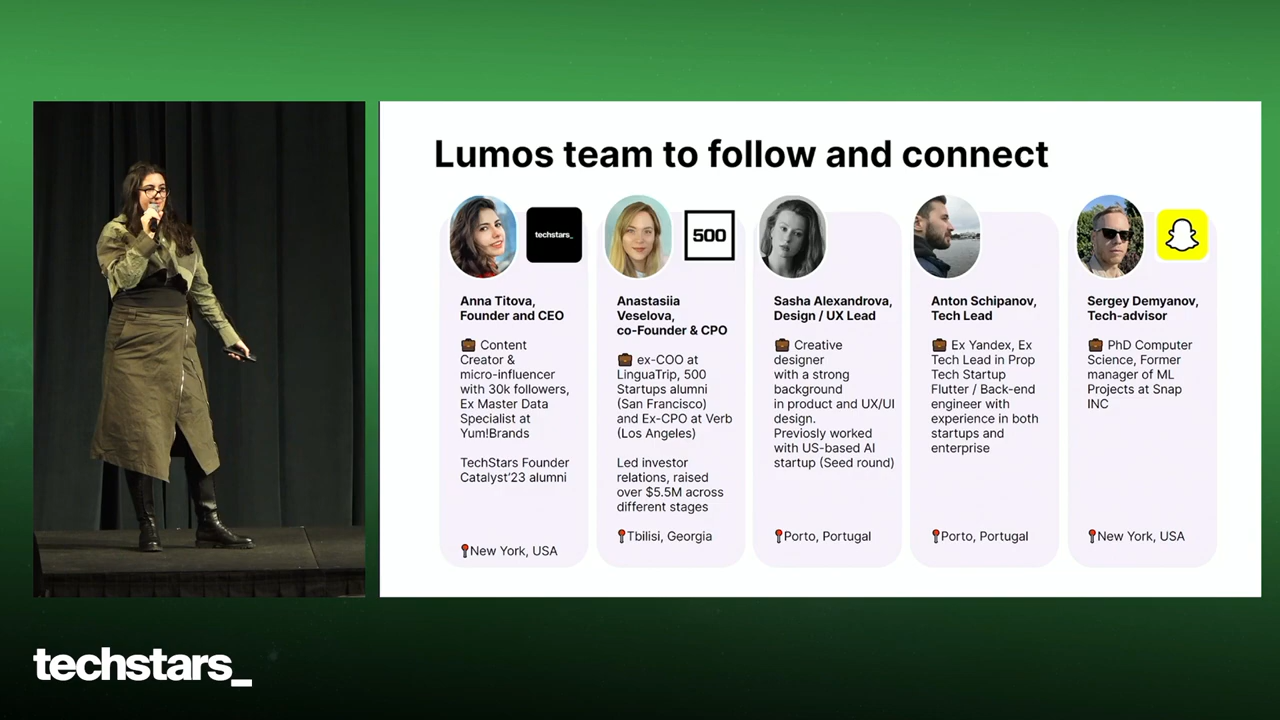 Lumos team to follow and connect
techstars_
500
Anna Titova,
Founder and CEO
💼 Content
Creator &
micro-influencer
with 30k followers,
Ex Master Data
Specialist at
Yum!Brands
TechStars Founder
Catalyst'23 alumni
📍New York, USA
Anastasiia
Veselova,
co-Founder & CPO
💼 ex-COO at
LinguaTrip, 500
Startups alumni
(San Francisco)
and Ex-CPO at Verb
(Los Angeles)
Led investor
relations, raised
over $5.5M across
different stages
📍Tbilisi, Georgia
Sasha Alexandrova,
Design / UX Lead
💼 Creative
designer
with a strong
background
in product and UX/UI
design.
Previosly worked
with US-based AI
startup (Seed round)
📍Porto, Portugal
Anton Schipanov,
Tech Lead
💼 Ex Yandex, Ex
Tech Lead in Prop
Tech Startup
Flutter / Back-end
engineer with
experience in both
startups and
enterprise
📍Porto, Portugal
Sergey Demyanov,
Tech-advisor
💼 PhD Computer
Science, Former
manager of ML
Projects at Snap
INC
📍New York, USA
techstars_